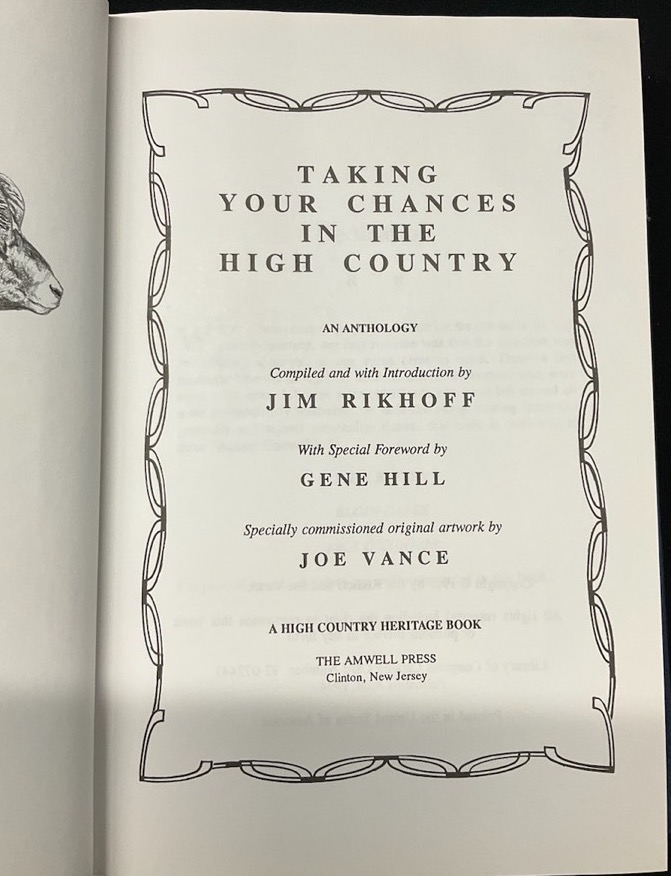 TAKING
YOUR CHANCES
IN THE
HIGH COUNTRY
AN ANTHOLOGY
Compiled and with Introduction by
JIM RIKHOFF
With Special Foreword by
GENE HILL
Specially commissioned original artwork by
JOE VANCE
A HIGH COUNTRY HERITAGE BOOK
THE AMWELL PRESS
Clinton, New Jersey